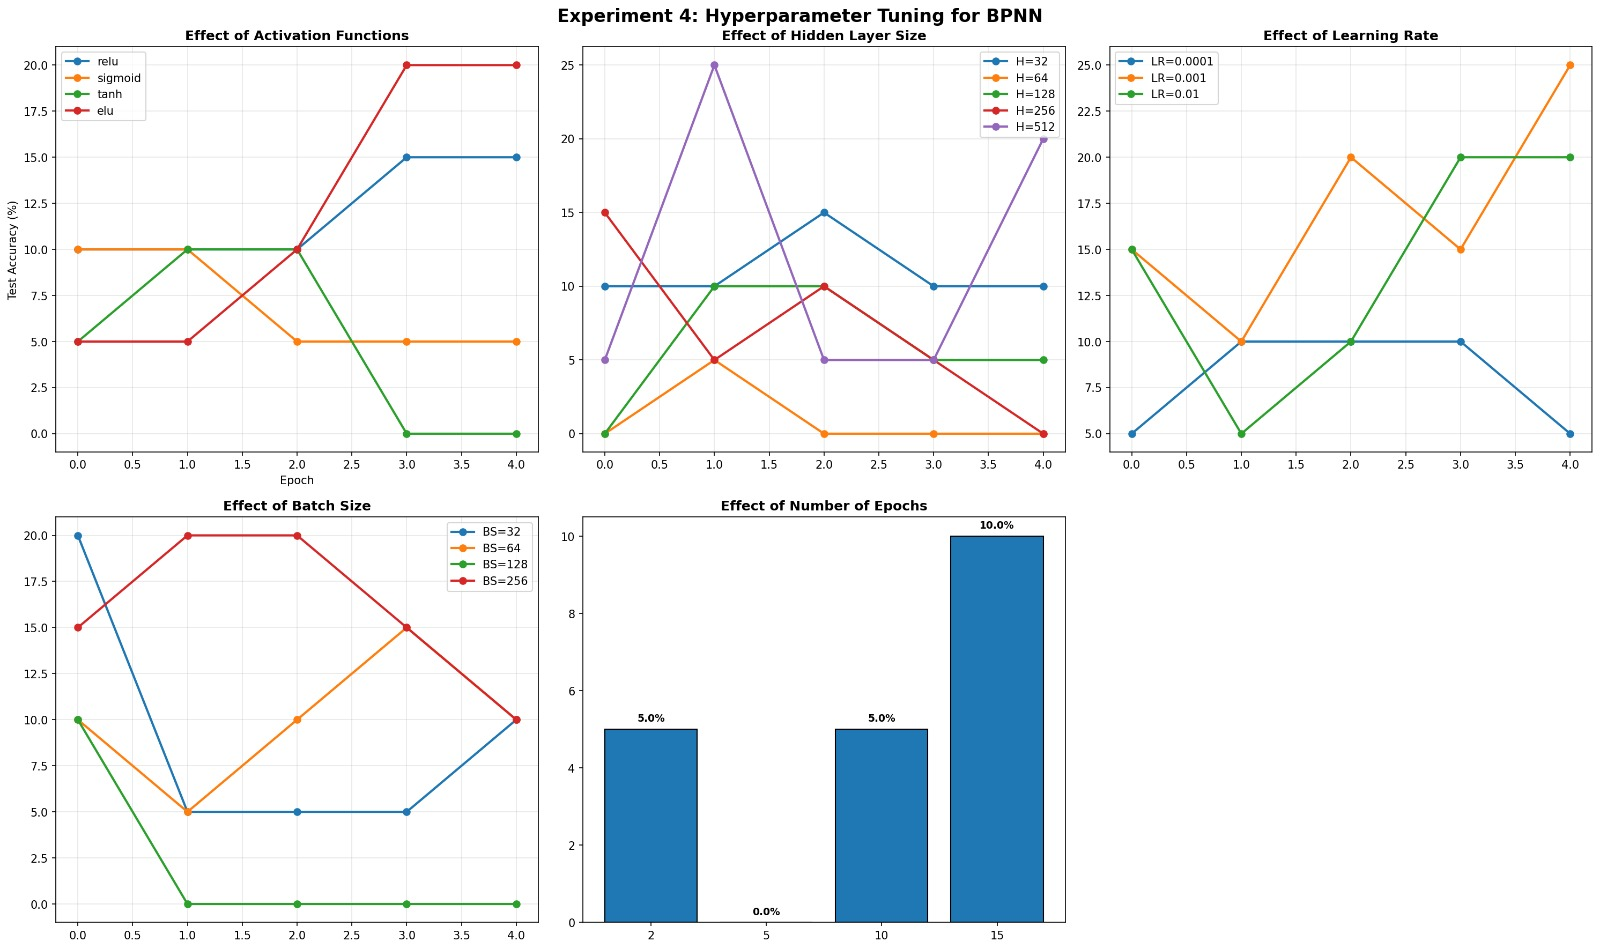 Experiment 4: Hyperparameter Tuning for BPNN
Effect of Activation Functions
relu
sigmoid
tanh
elu
20.0
17.5
15.0
12.5
10.0
7.5
5.0
2.5
0.0
Test Accuracy (%)
0.0 0.5 1.0 1.5 2.0 2.5 3.0 3.5 4.0
Epoch
Effect of Hidden Layer Size
H=32
H=64
H=128
H=256
H=512
25
20
15
10
5
0
0.0 0.5 1.0 1.5 2.0 2.5 3.0 3.5 4.0
Effect of Learning Rate
LR=0.0001
LR=0.001
LR=0.01
25.0
22.5
20.0
17.5
15.0
12.5
10.0
7.5
5.0
0.0 0.5 1.0 1.5 2.0 2.5 3.0 3.5 4.0
Effect of Batch Size
BS=32
BS=64
BS=128
BS=256
20.0
17.5
15.0
12.5
10.0
7.5
5.0
2.5
0.0
0.0 0.5 1.0 1.5 2.0 2.5 3.0 3.5 4.0
Effect of Number of Epochs
10
8
6
4
2
0
5.0%
0.0%
5.0%
10.0%
2 5 10 15